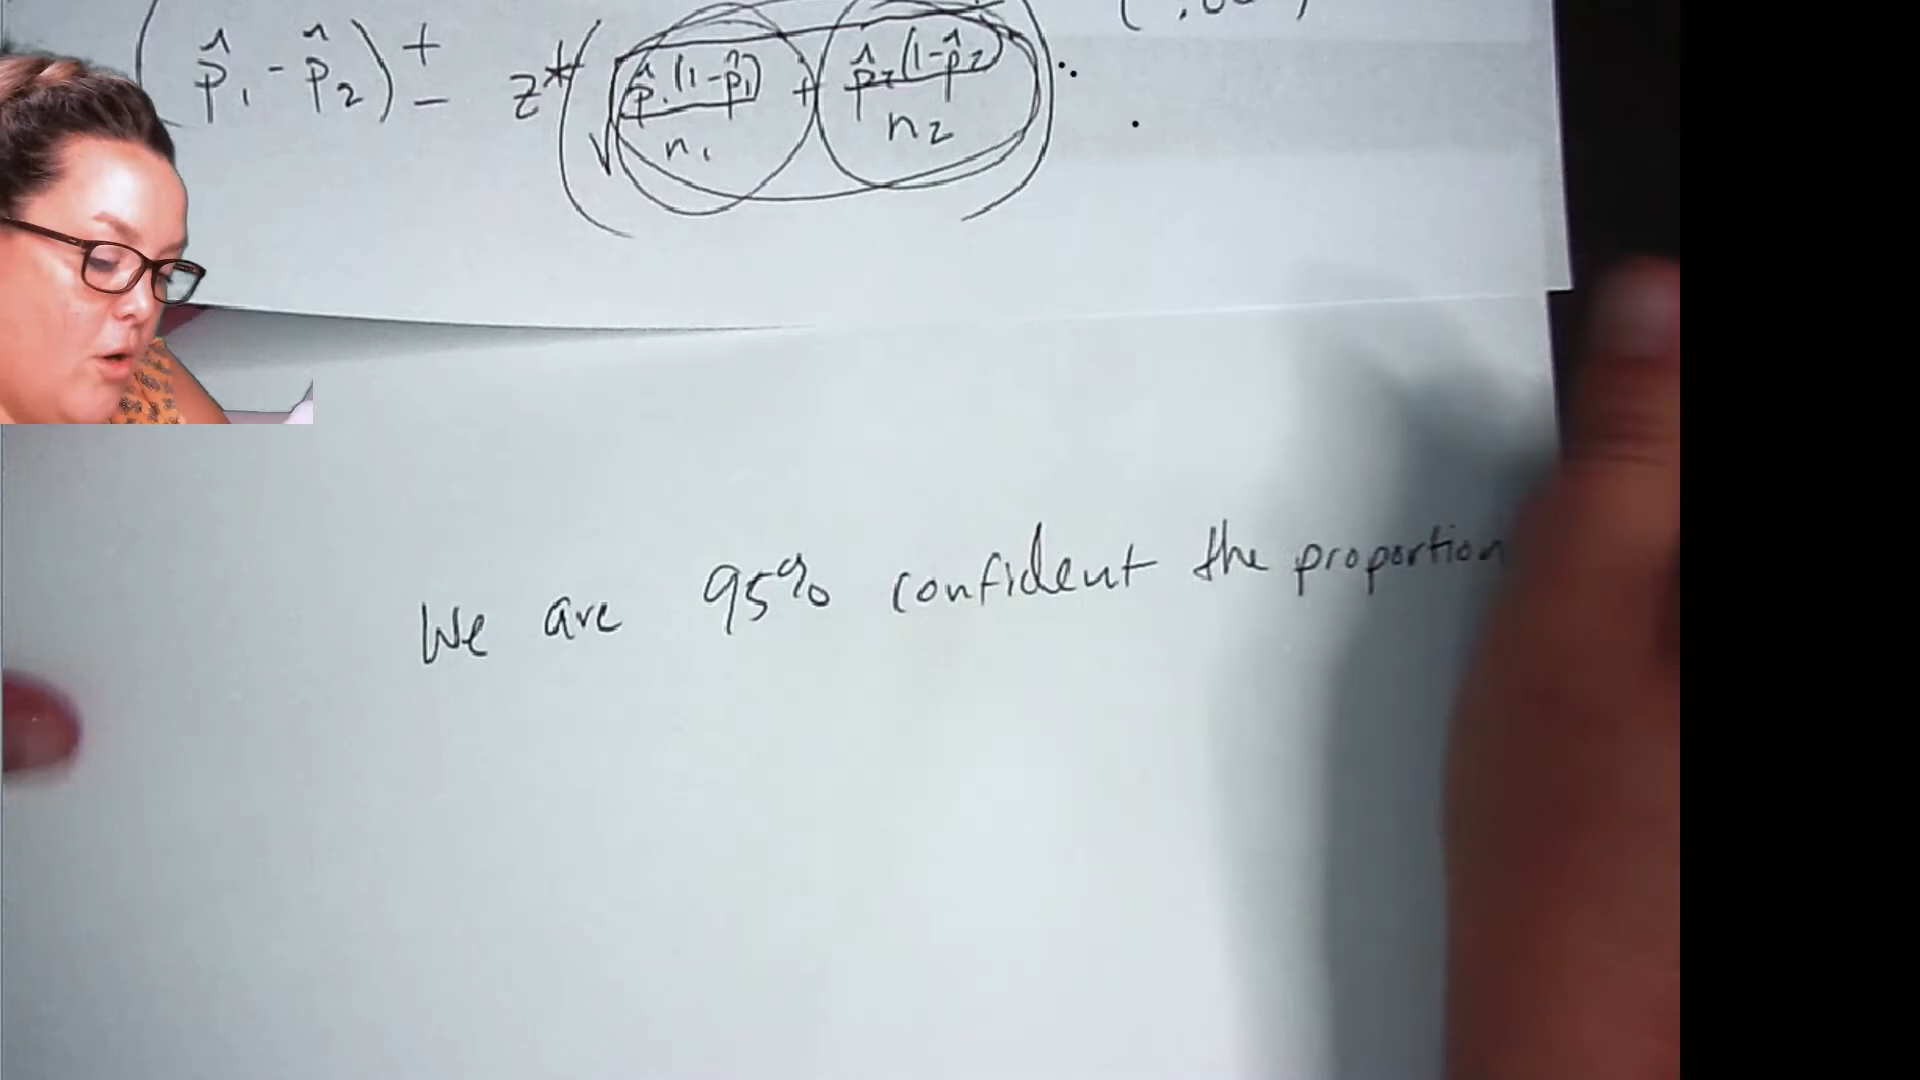 (p̂₁ - p̂₂) ± z* (√ p̂₁(1-p̂₁)/n₁ + p̂₂(1-p̂₂)/n₂)
We are 95% confident the proportion